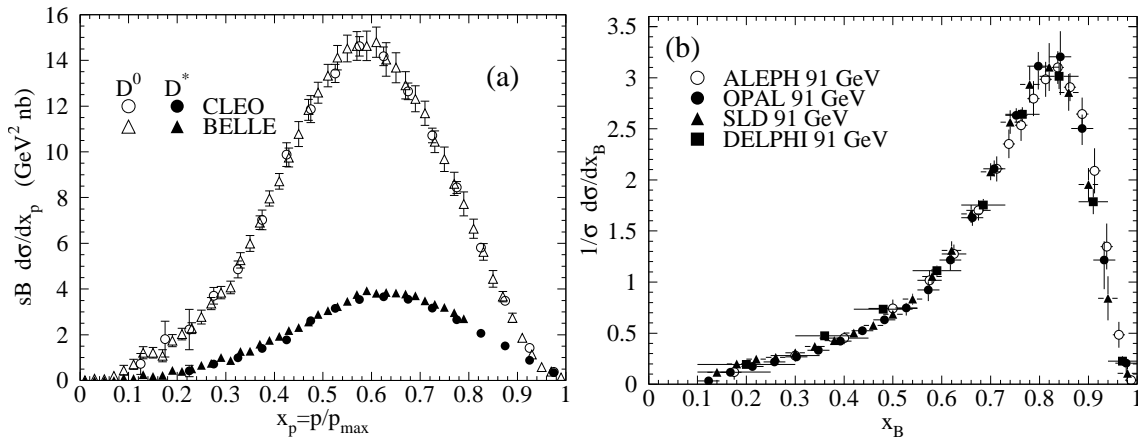 16
14
12
10
8
6
4
2
0
sB dσ/dx_p (GeV² nb)
(a)
D⁰ D*
CLEO
BELLE
0 0.1 0.2 0.3 0.4 0.5 0.6 0.7 0.8 0.9 1
x_p=p/p_max
3.5
3
2.5
2
1.5
1
0.5
0
1/σ dσ/dx_B
(b)
ALEPH 91 GeV
OPAL 91 GeV
SLD 91 GeV
DELPHI 91 GeV
0 0.1 0.2 0.3 0.4 0.5 0.6 0.7 0.8 0.9 1
x_B